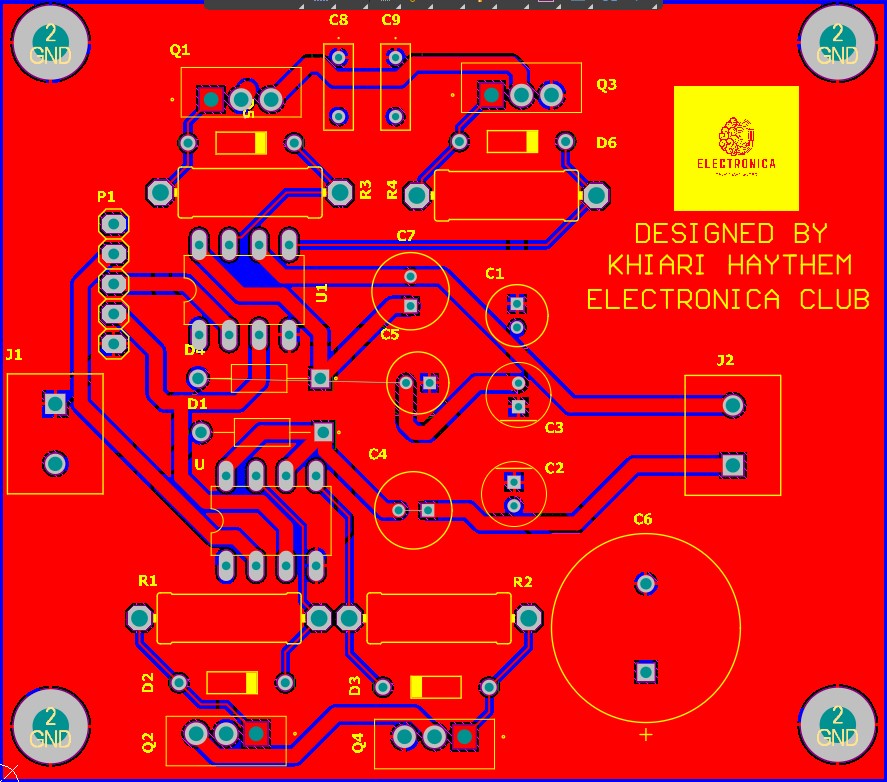 C8 C9
2
GND
2
GND
Q1
Q3
D6
ELECTRONICA
P1
R3
R4
DESIGNED BY
KHIARI HAYTHEM
ELECTRONICA CLUB
C7
C1
U1
C5
D4
J1
J2
D1
C3
C4
U
C2
C6
R1
R2
D2
D3
2
GND
2
GND
Q2
Q4
+